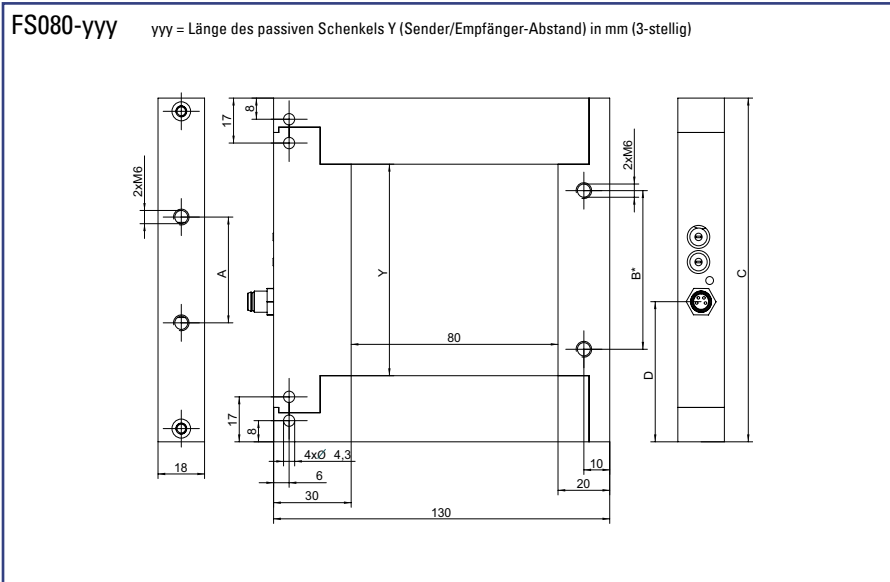 FS080-yyy yyy = Länge des passiven Schenkels Y (Sender/Empfänger-Abstand) in mm (3-stellig)
8
17
2xM6
2xM6
A
Y
B*
C
80
D
17
8
4xØ 4,3
10
18
6
20
30
130